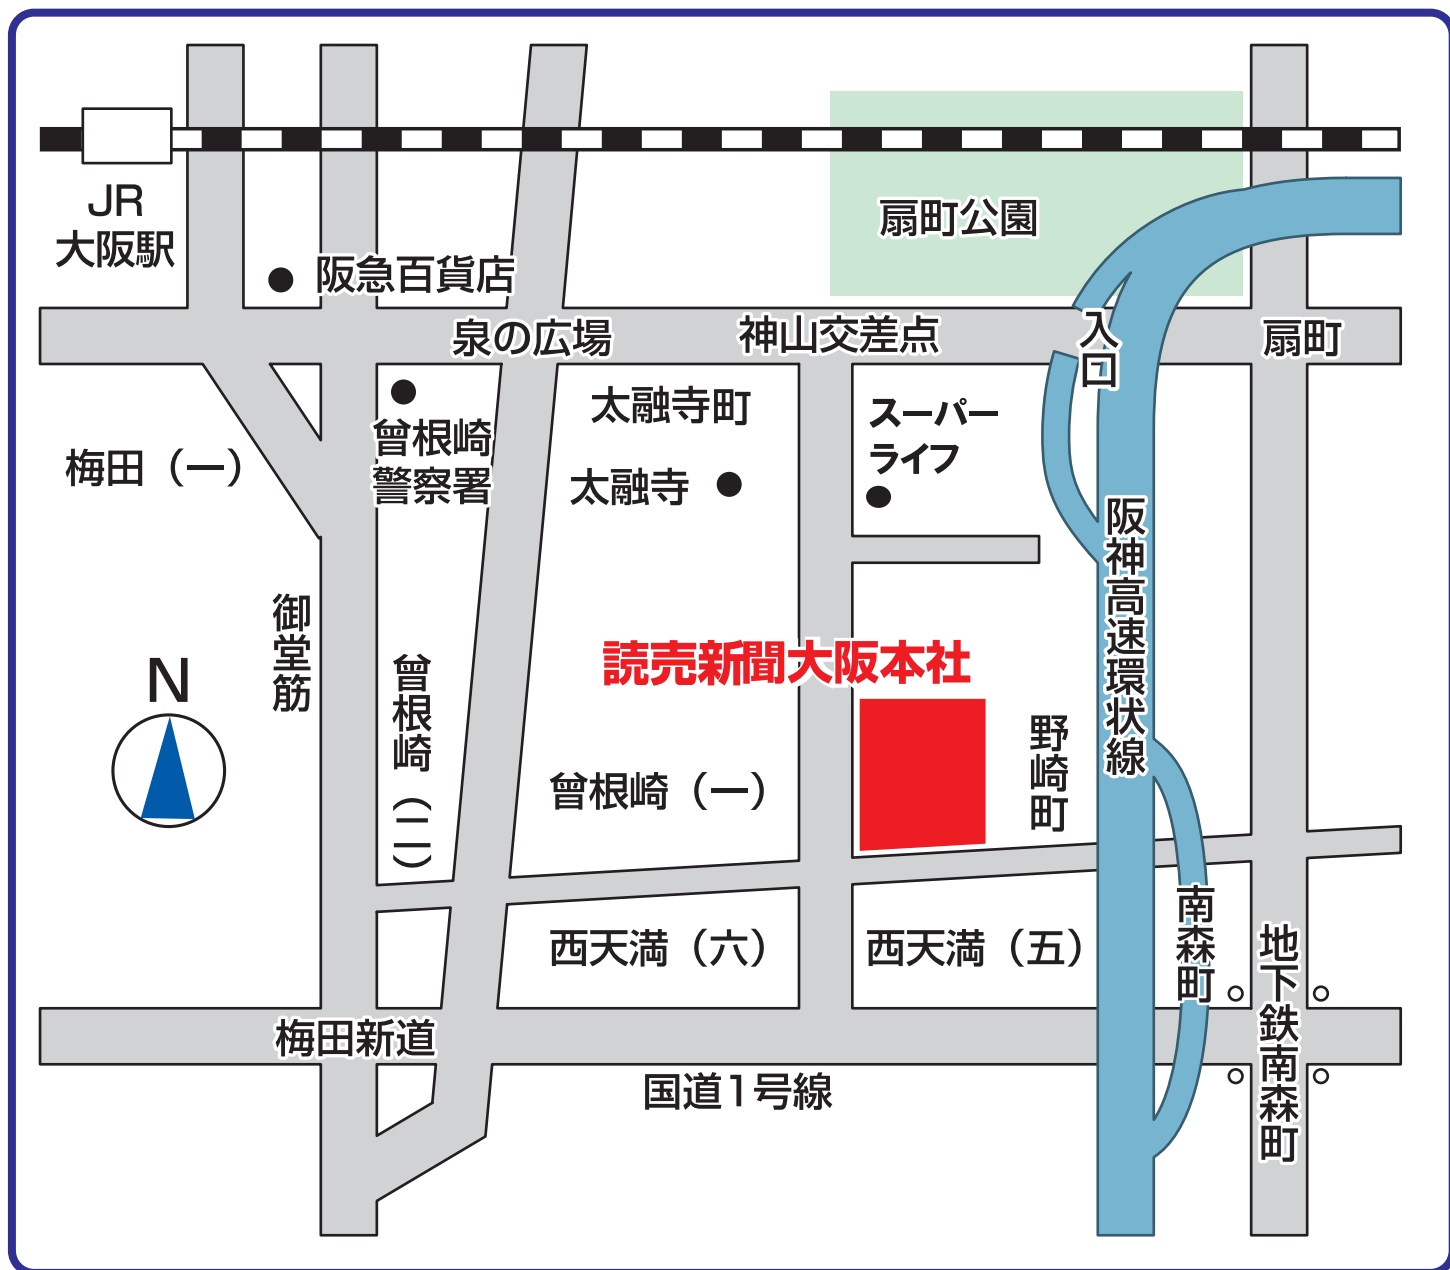 JR
大阪駅
阪急百貨店
扇町公園
泉の広場
神山交差点
入口
扇町
梅田（一）
曾根崎
警察署
太融寺町
太融寺
スーパー
ライフ
阪神高速環状線
御堂筋
N
曾根崎（二）
読売新聞大阪本社
曾根崎（一）
野崎町
西天満（六）
西天満（五）
南森町
地下鉄南森町
梅田新道
国道1号線